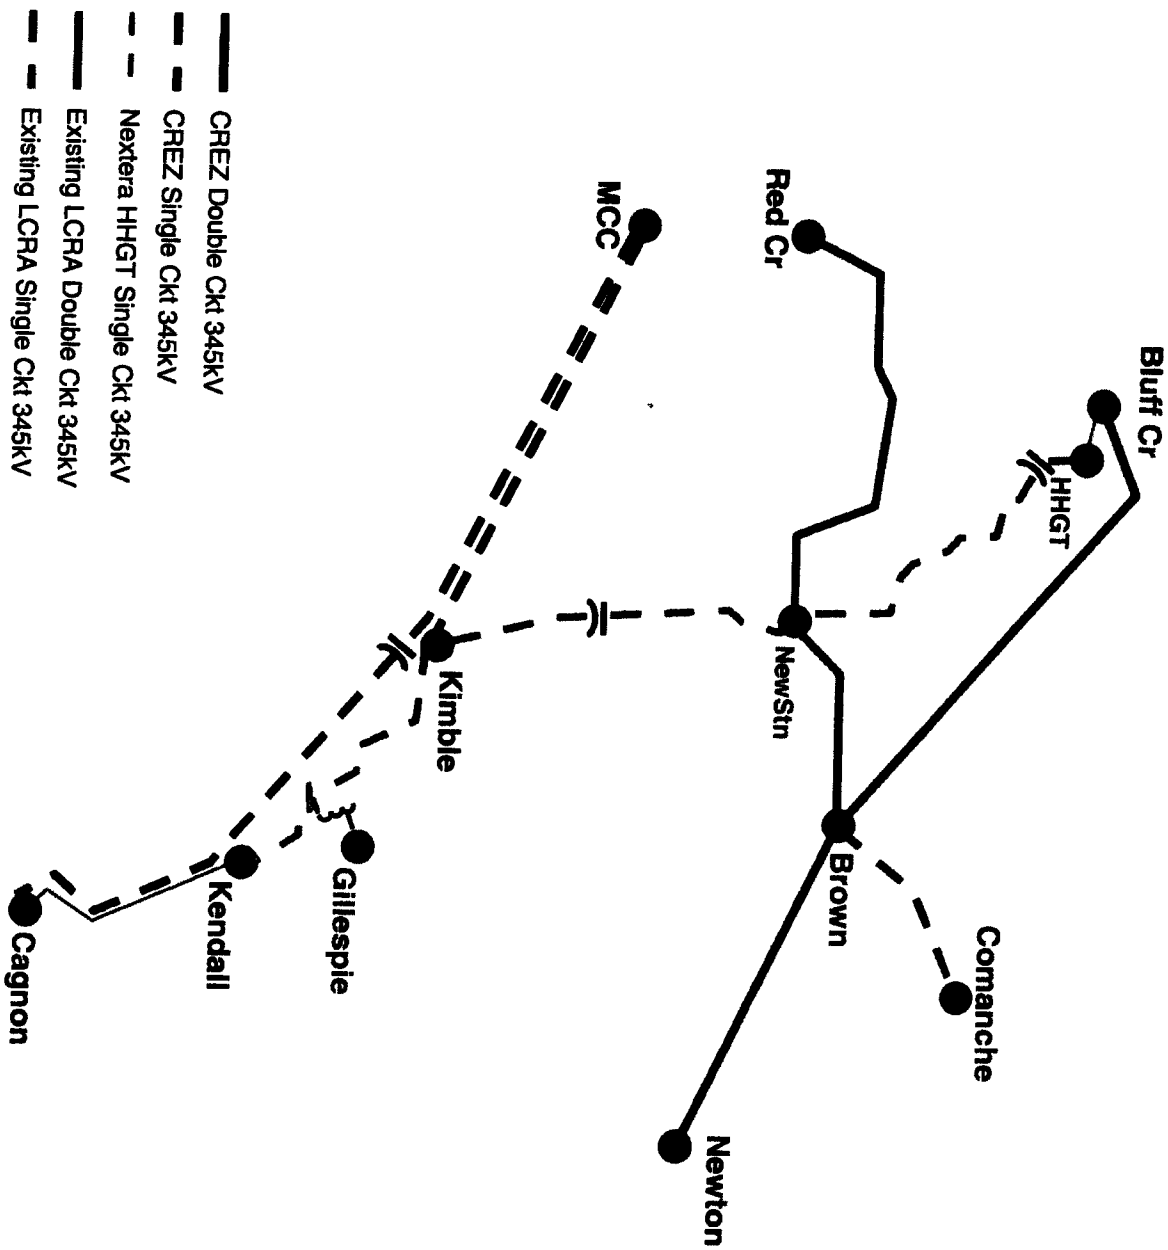 Bluff Cr
HHGT
Comanche
Brown
Newton
Red Cr
NewStn
MCC
Kimble
Gillespie
Kendall
Cagnon
CREZ Double Ckt 345kV
CREZ Single Ckt 345kV
Nextera HHGT Single Ckt 345kV
Existing LCRA Double Ckt 345kV
Existing LCRA Single Ckt 345kV